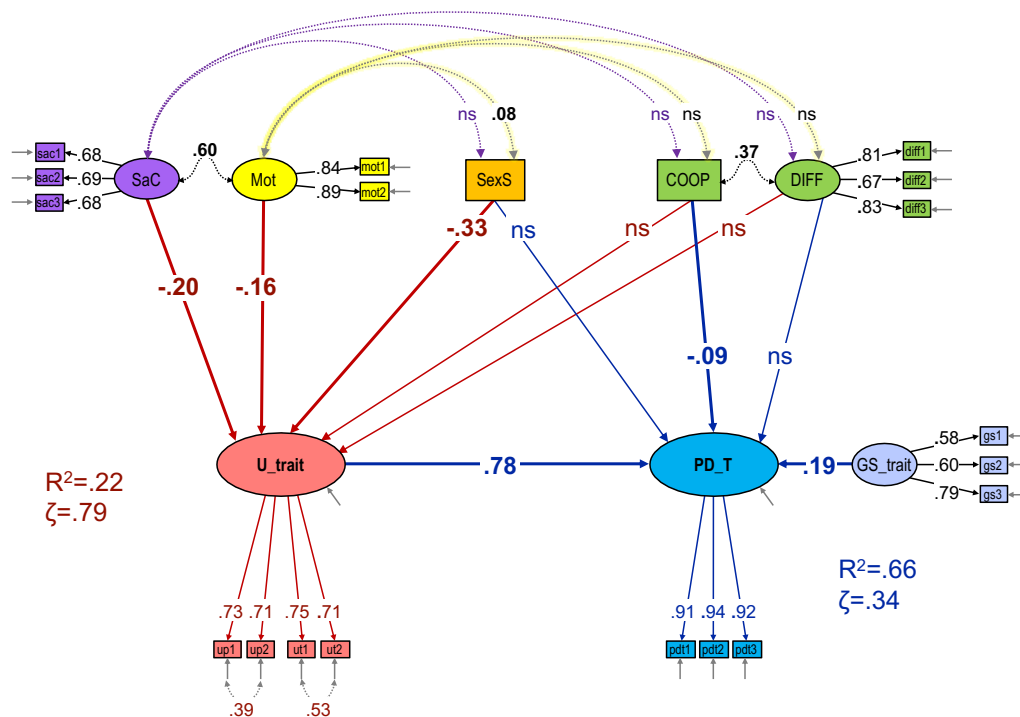 ns
.08
ns
ns
ns
ns
.60
.37
sac1
sac2
sac3
.68
.69
.68
SaC
Mot
.84
.89
mot1
mot2
SexS
COOP
DIFF
.81
.67
.83
diff1
diff2
diff3
-.33
ns
ns
ns
-.20
-.16
-.09
ns
U_trait
.78
PD_T
.19
GS_trait
.58
.60
.79
gs1
gs2
gs3
R²=.22
ζ=.79
R²=.66
ζ=.34
.73
.71
.75
.71
.91
.94
.92
up1
up2
ut1
ut2
pdt1
pdt2
pdt3
.39
.53